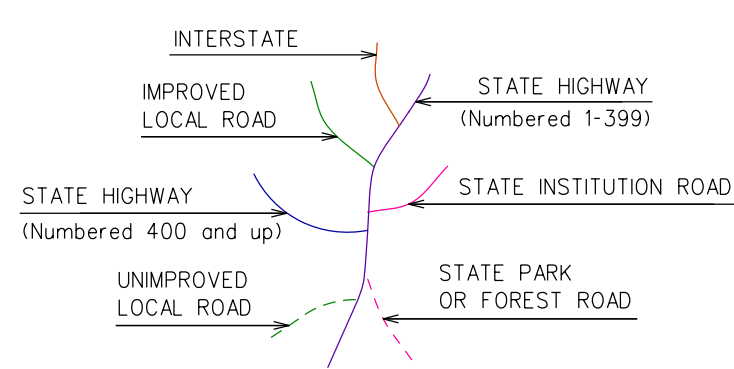 INTERSTATE
STATE HIGHWAY
(Numbered 1-399)
IMPROVED
LOCAL ROAD
STATE INSTITUTION ROAD
STATE HIGHWAY
(Numbered 400 and up)
UNIMPROVED
LOCAL ROAD
STATE PARK
OR FOREST ROAD